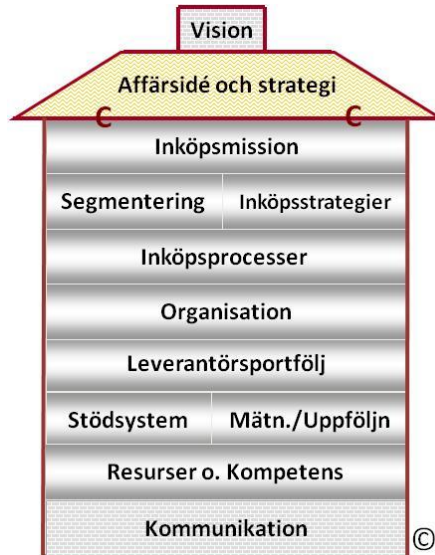 Vision
Affärsidé och strategi
C C
Inköpsmission
Segmentering Inköpsstrategier
Inköpsprocesser
Organisation
Leverantörsportfölj
Stödsystem Mätn./Uppföljn
Resurser o. Kompetens
Kommunikation ©